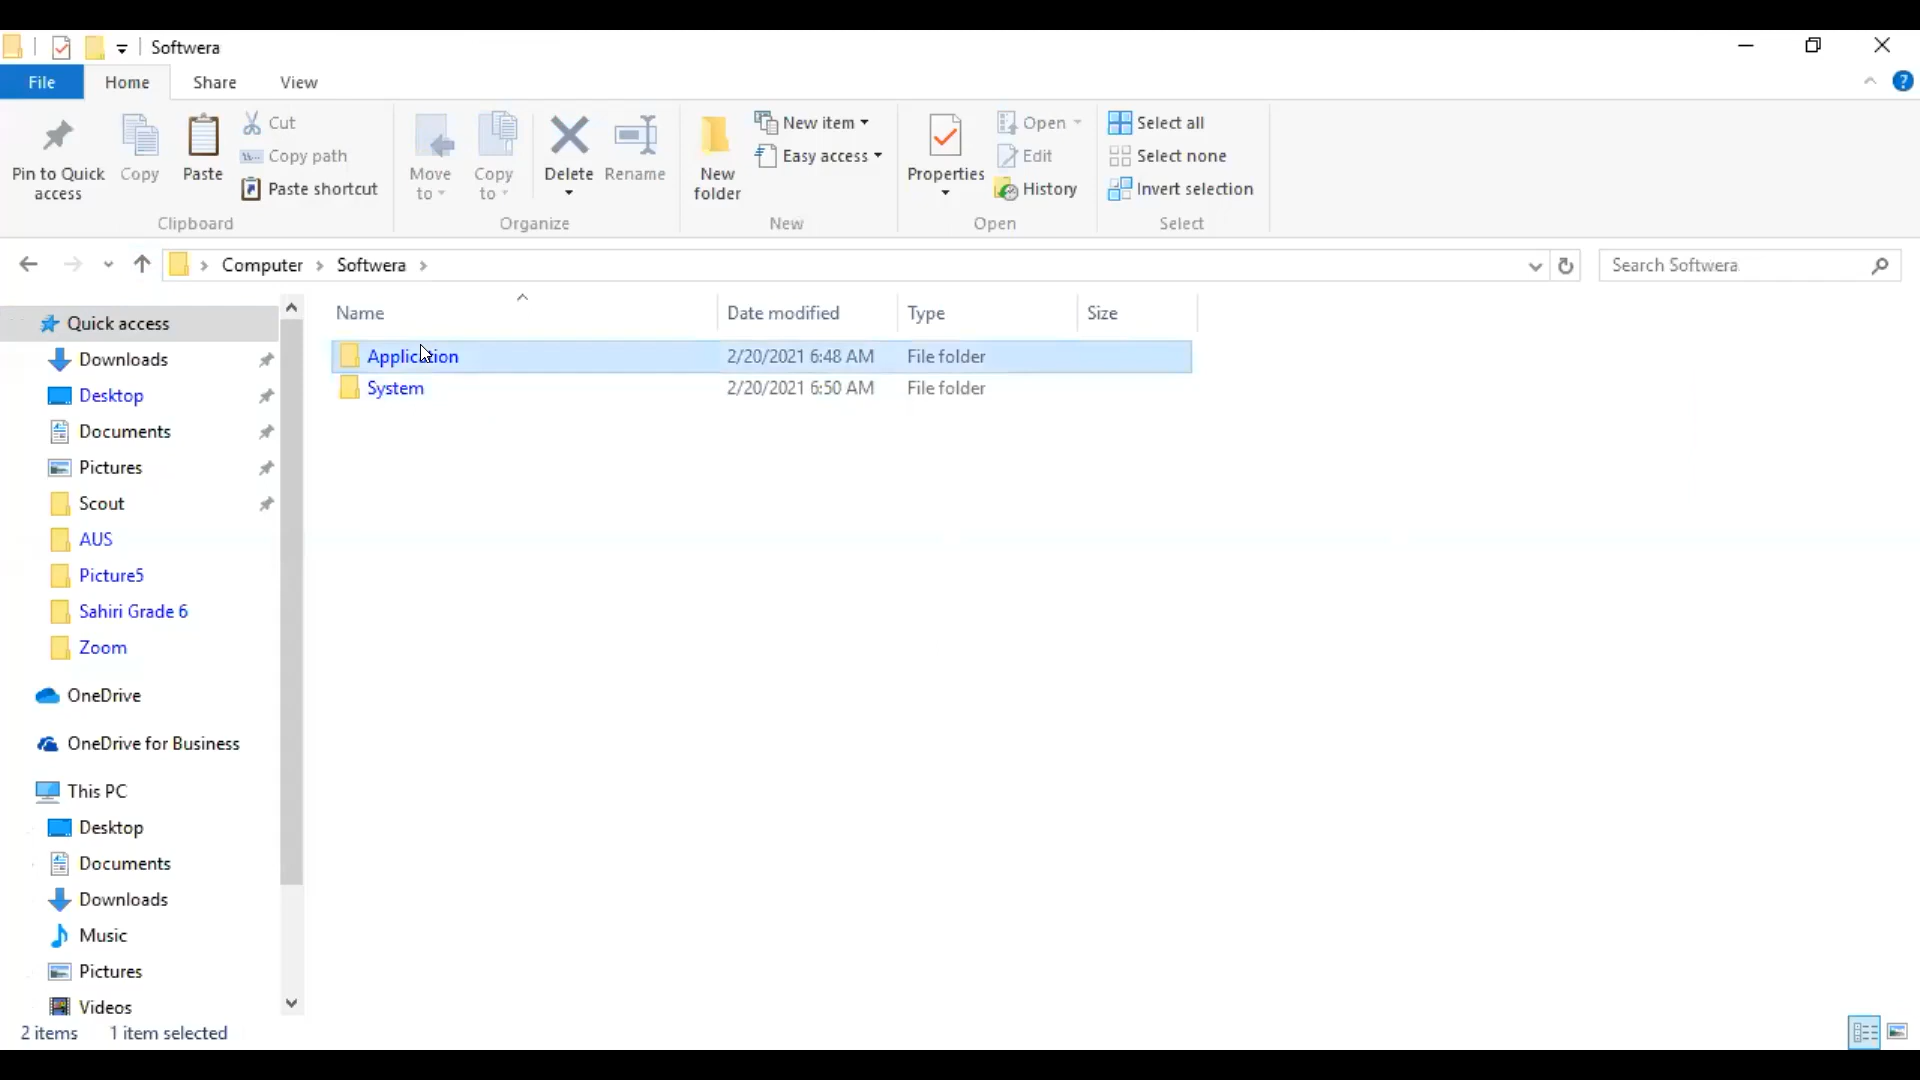 Softwera
File Home Share View
Pin to Quick access
Copy
Paste
Cut
Copy path
Paste shortcut
Clipboard
Move to
Copy to
Delete
Rename
Organize
New folder
New item
Easy access
New
Properties
Open
Edit
History
Open
Select all
Select none
Invert selection
Select
Computer Softwera
Search Softwera
Name Date modified Type Size
Application 2/20/2021 6:48 AM File folder
System 2/20/2021 6:50 AM File folder
Quick access
Downloads
Desktop
Documents
Pictures
Scout
AUS
Picture5
Sahiri Grade 6
Zoom
OneDrive
OneDrive for Business
This PC
Desktop
Documents
Downloads
Music
Pictures
Videos
2 items 1 item selected